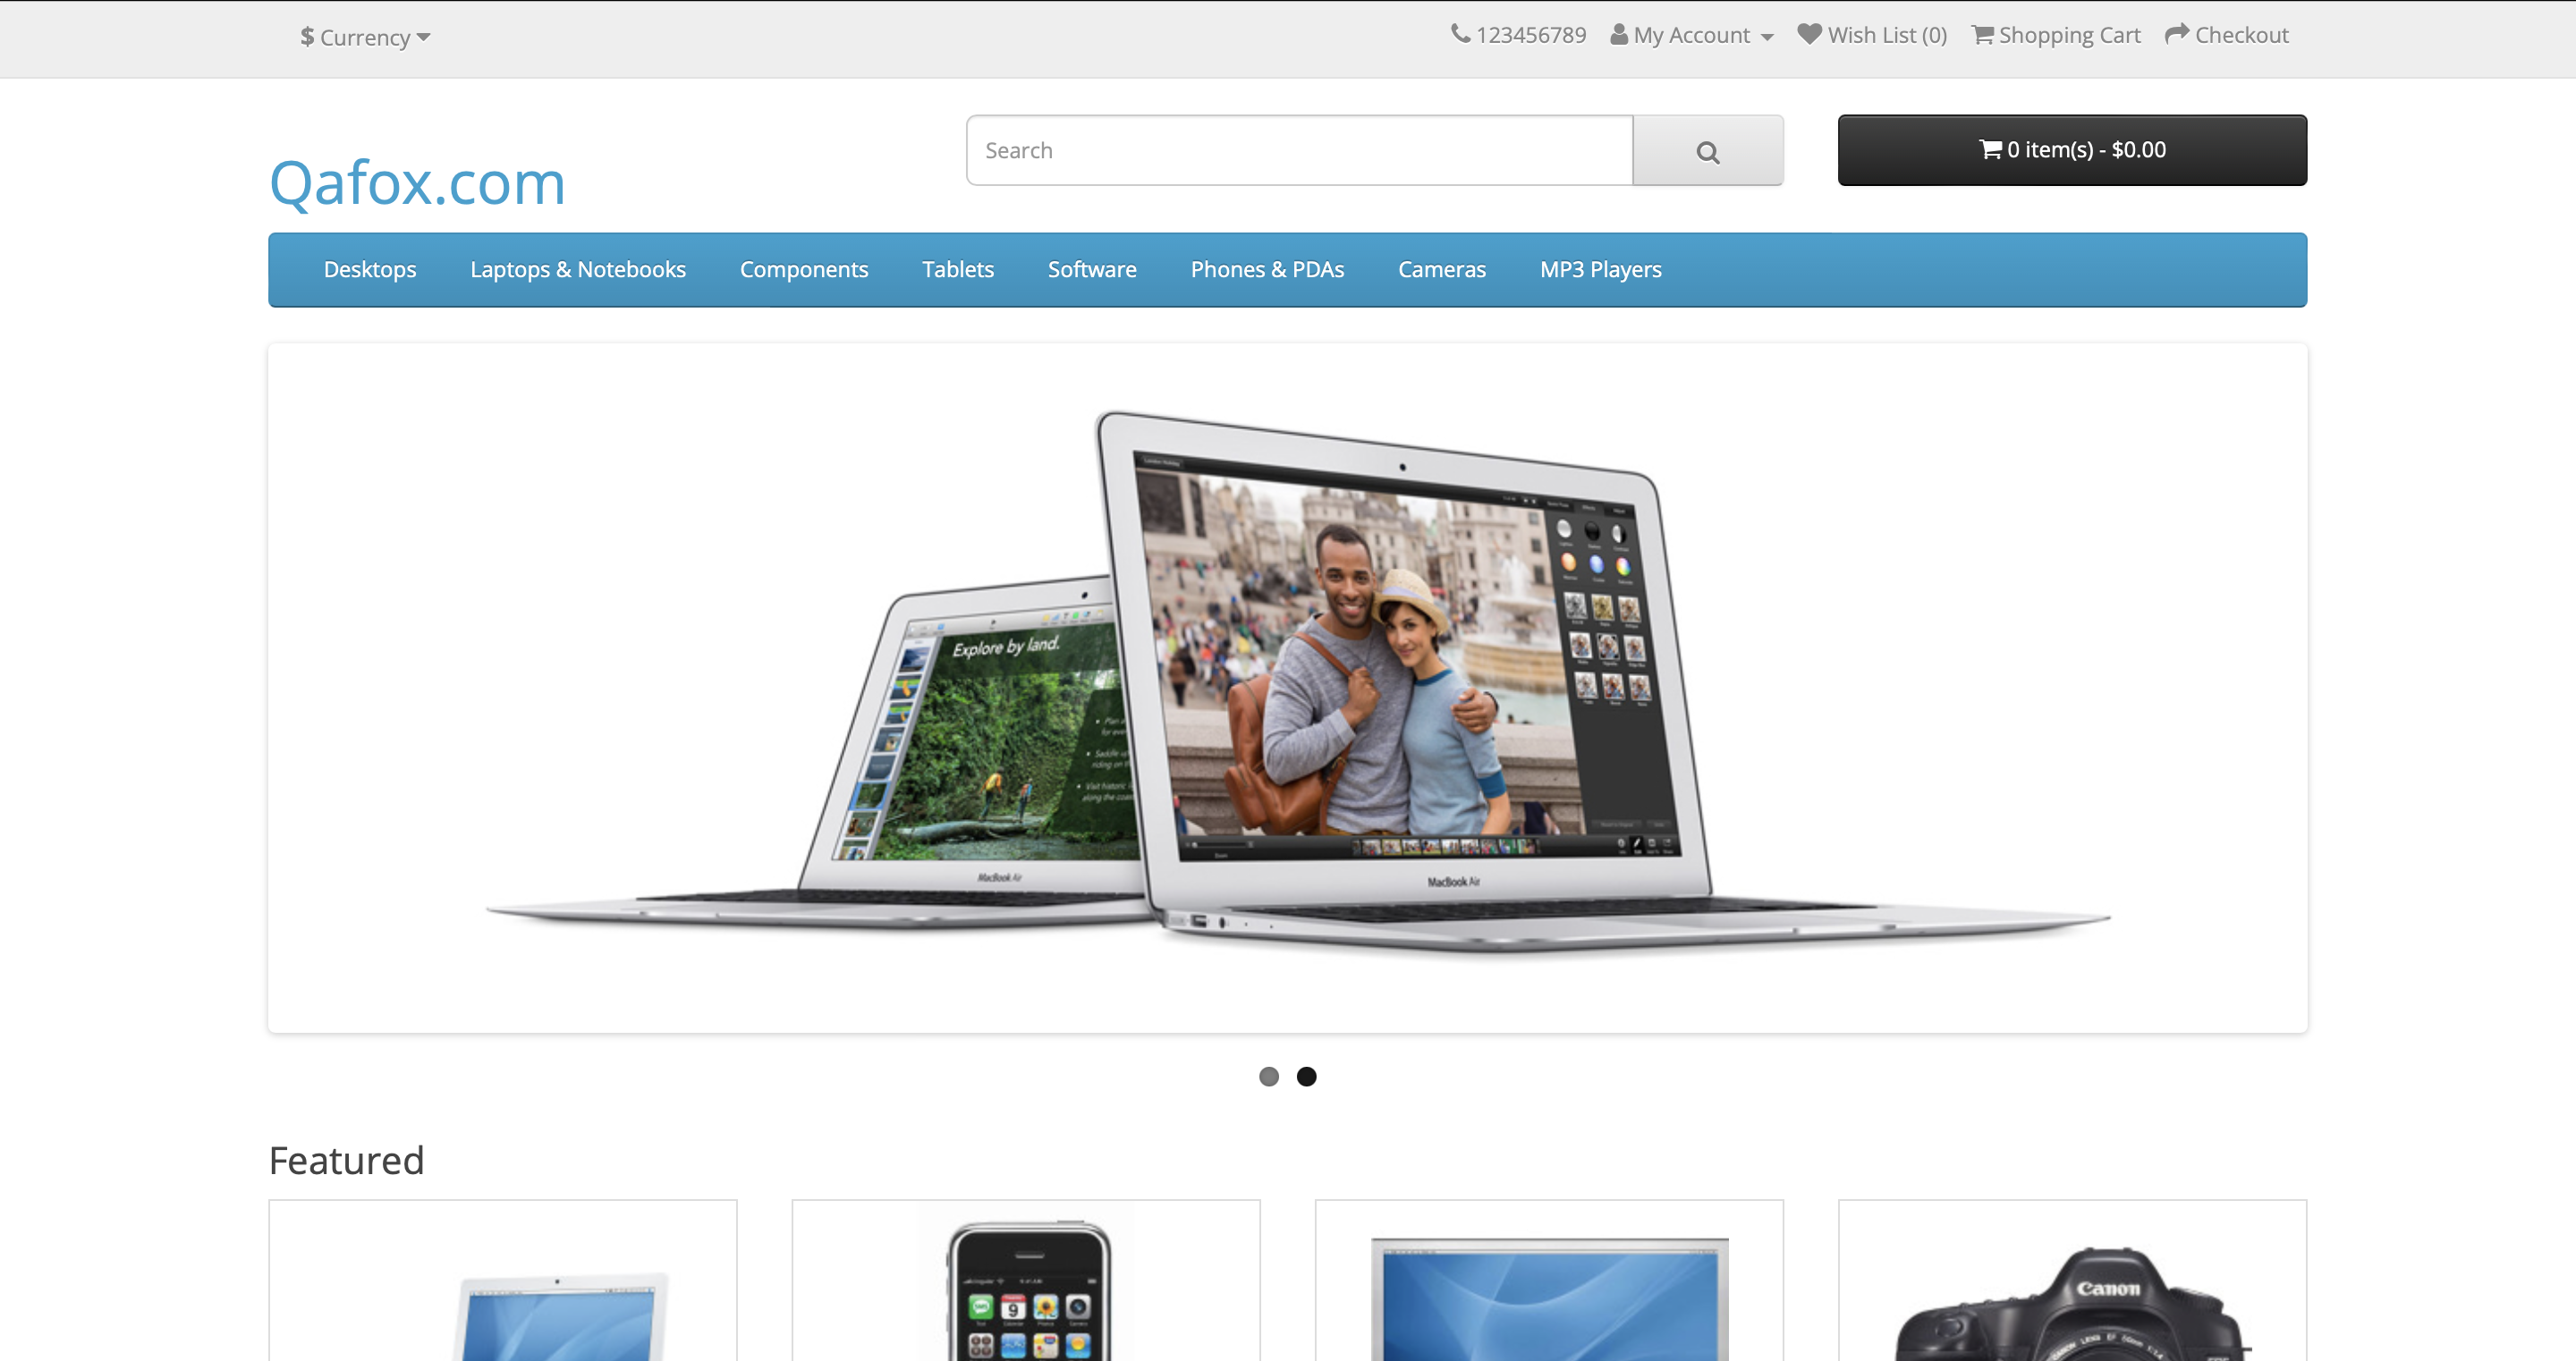 $ Currency
123456789 My Account Wish List (0) Shopping Cart Checkout
Qafox.com
Search
0 item(s) - $0.00
Desktops Laptops & Notebooks Components Tablets Software Phones & PDAs Cameras MP3 Players
Explore by land.
MacBook Air
MacBook Air
Featured
9
Canon